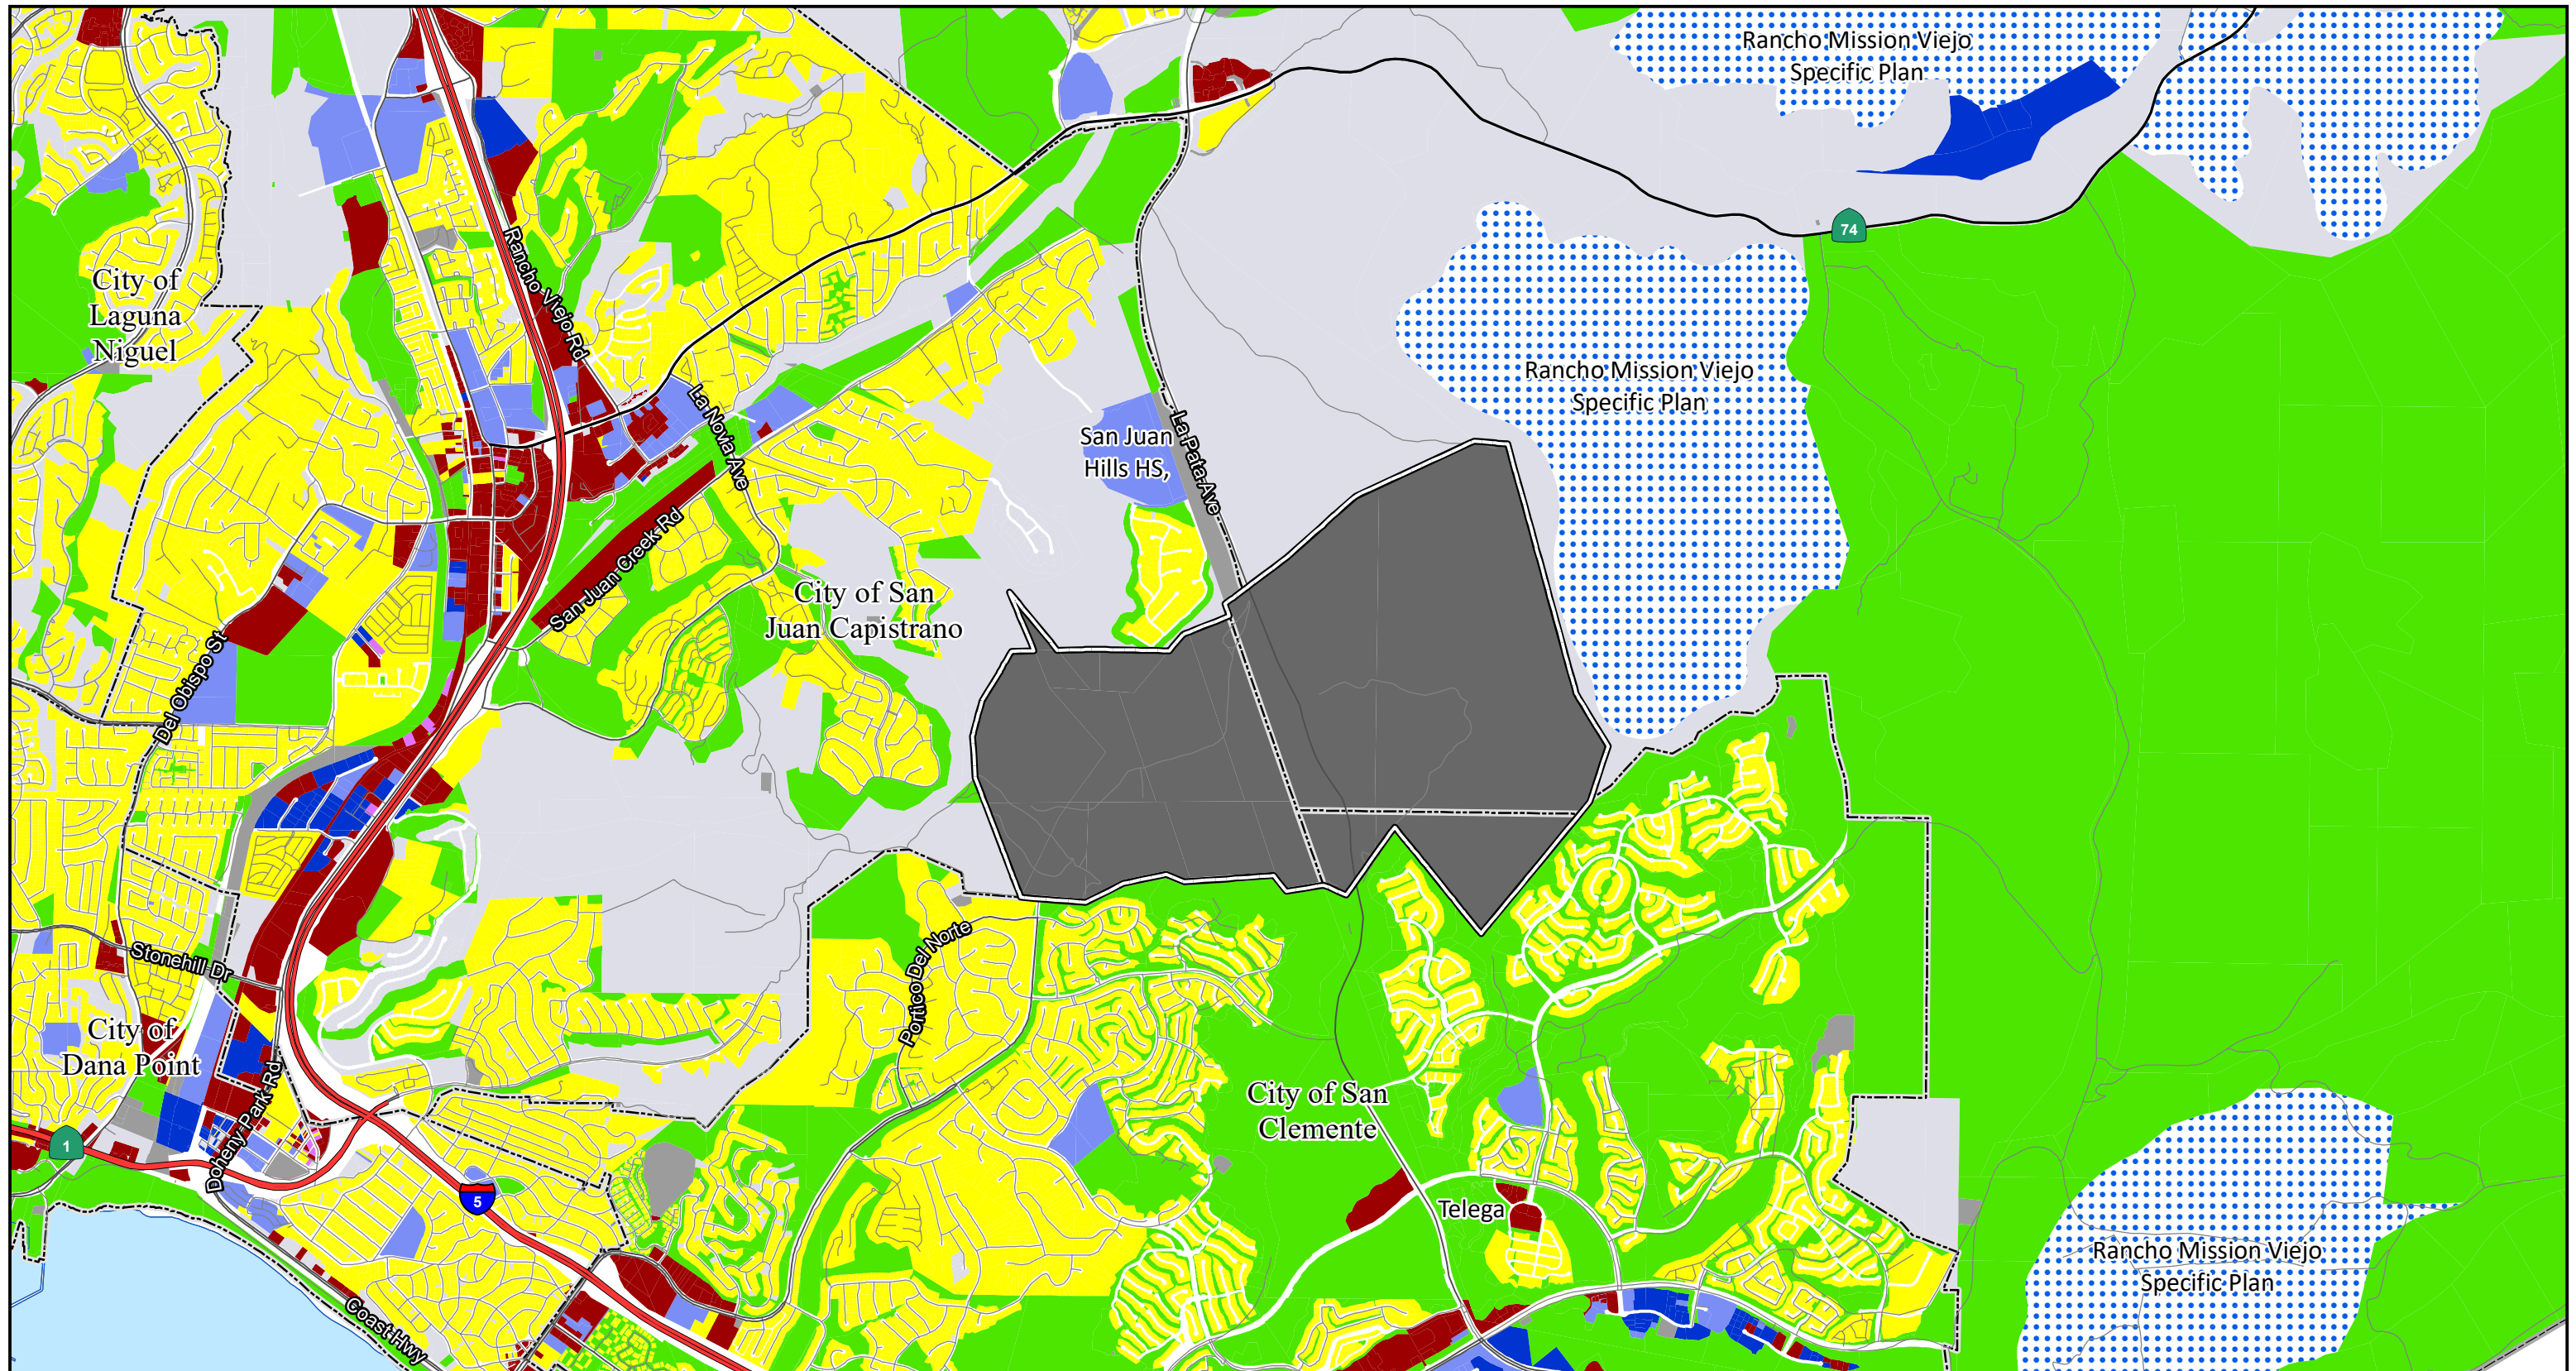 Rancho Mission Viejo
Specific Plan
74
Rancho Viejo Rd
City of
Laguna
Niguel
Rancho Mission Viejo
Specific Plan
La Novia Ave
San Juan
Hills HS,
La Pata Ave
San Juan Creek Rd
City of San
Juan Capistrano
Del Obispo St
Stonehill Dr
Portico Del Norte
City of
Dana Point
Doheny Park Rd
1
5
City of San
Clemente
Telega
Rancho Mission Viejo
Specific Plan
Coast Hwy